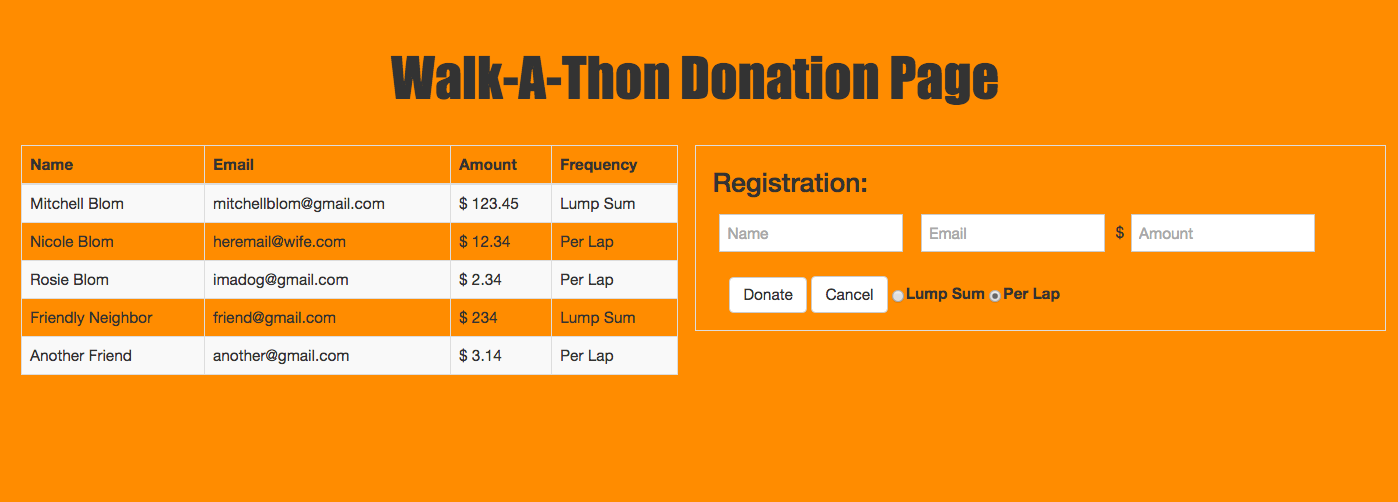 Walk-A-Thon Donation Page
Name Email Amount Frequency
Mitchell Blom mitchellblom@gmail.com $ 123.45 Lump Sum
Nicole Blom heremail@wife.com $ 12.34 Per Lap
Rosie Blom imadog@gmail.com $ 2.34 Per Lap
Friendly Neighbor friend@gmail.com $ 234 Lump Sum
Another Friend another@gmail.com $ 3.14 Per Lap
Registration:
Name Email $ Amount
Donate Cancel Lump Sum Per Lap